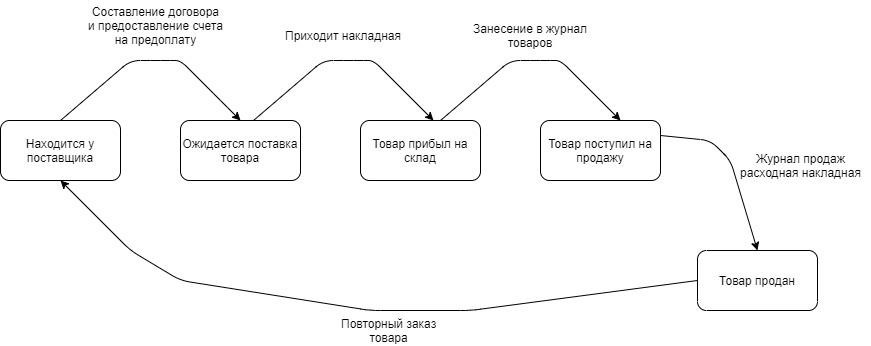 Составление договора
и предоставление счета
на предоплату
Приходит накладная
Занесение в журнал
товаров
Находится у
поставщика
Ожидается поставка
товара
Товар прибыл на
склад
Товар поступил на
продажу
Журнал продаж
расходная накладная
Товар продан
Повторный заказ
товара